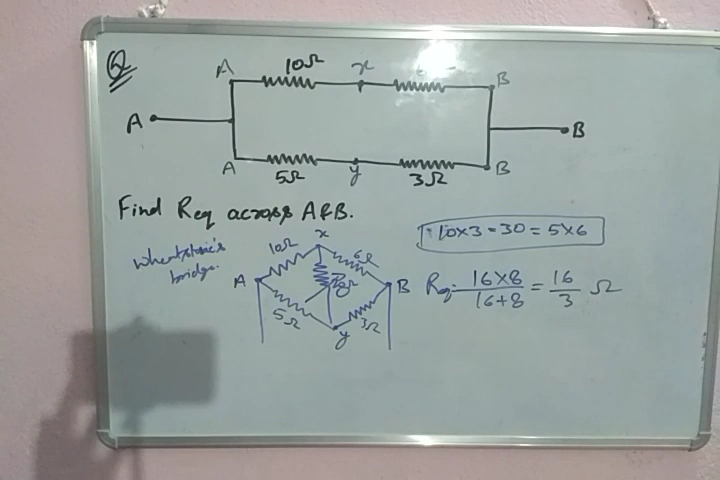 Q
10Ω x
A B
A B
A B
5Ω y 3Ω
Find Req across A&B.
Wheatstone's bridge.
x
10Ω 6Ω
A B
5Ω 3Ω
y
10×3=30=5×6
Req = 16×8/16+8 = 16/3 Ω